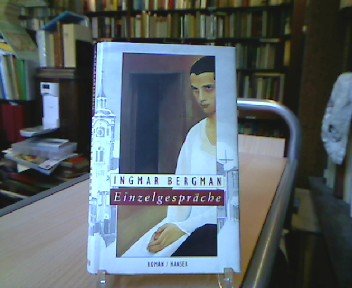 INGMAR BERGMAN
Einzelgespräche
ROMAN / HANSER